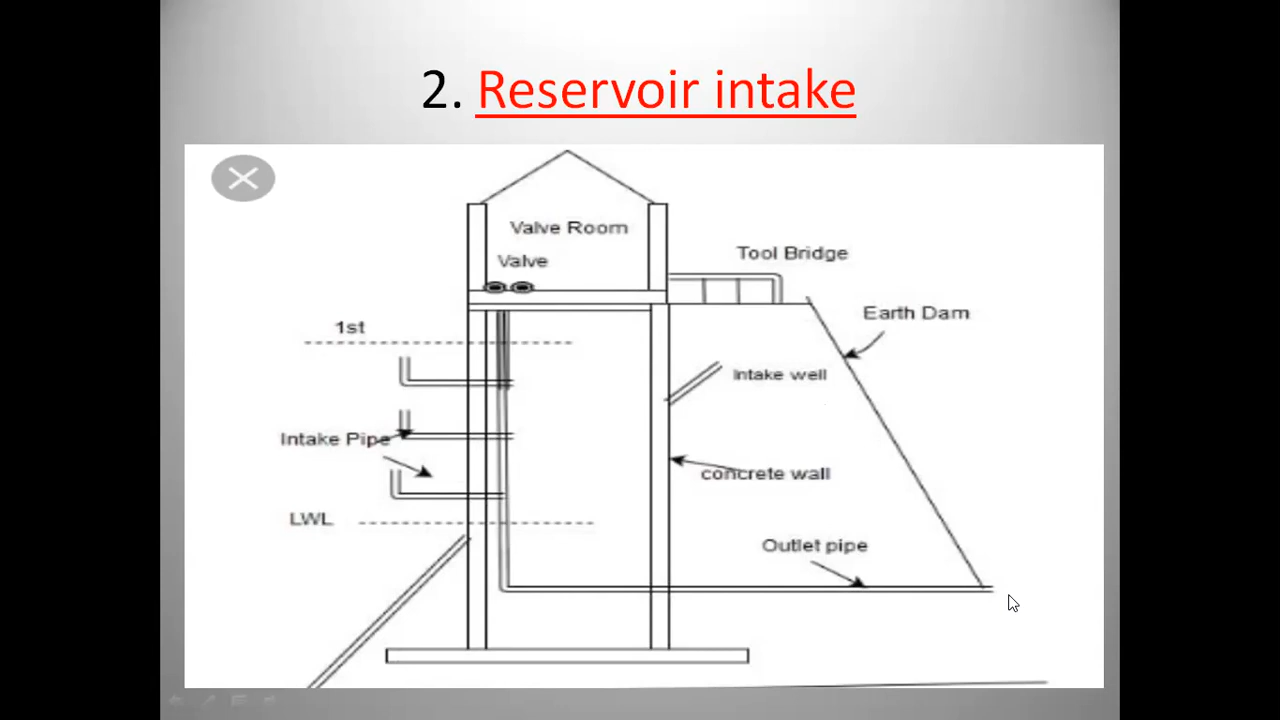 2. Reservoir intake
Valve Room
Valve
Tool Bridge
Earth Dam
1st
Intake well
Intake Pipe
concrete wall
LWL
Outlet pipe